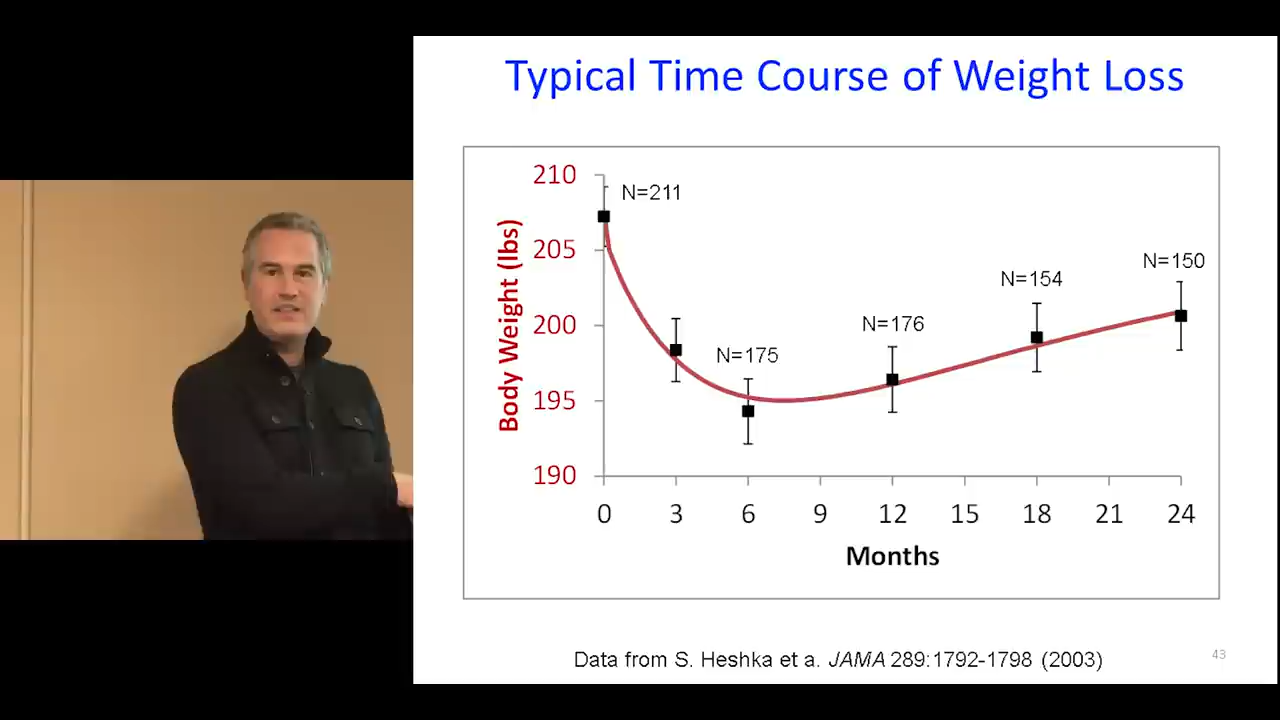 Typical Time Course of Weight Loss
210
205
200
195
190
Body Weight (lbs)
N=211
N=175
N=176
N=154
N=150
0 3 6 9 12 15 18 21 24
Months
Data from S. Heshka et a. JAMA 289:1792-1798 (2003)
43